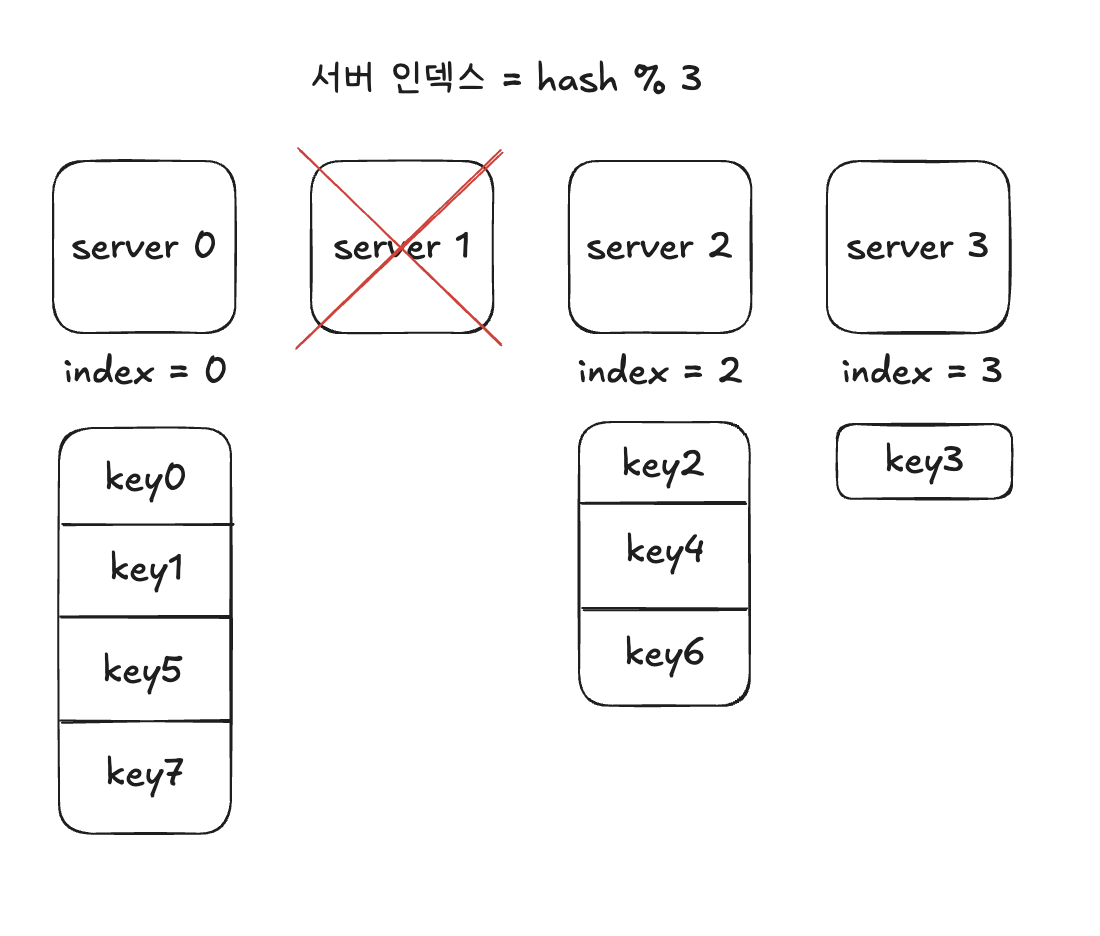 서버 인덱스 = hash % 3
server 0
server 1
server 2
server 3
index = 0
index = 2
index = 3
key0
key1
key5
key7
key2
key4
key6
key3